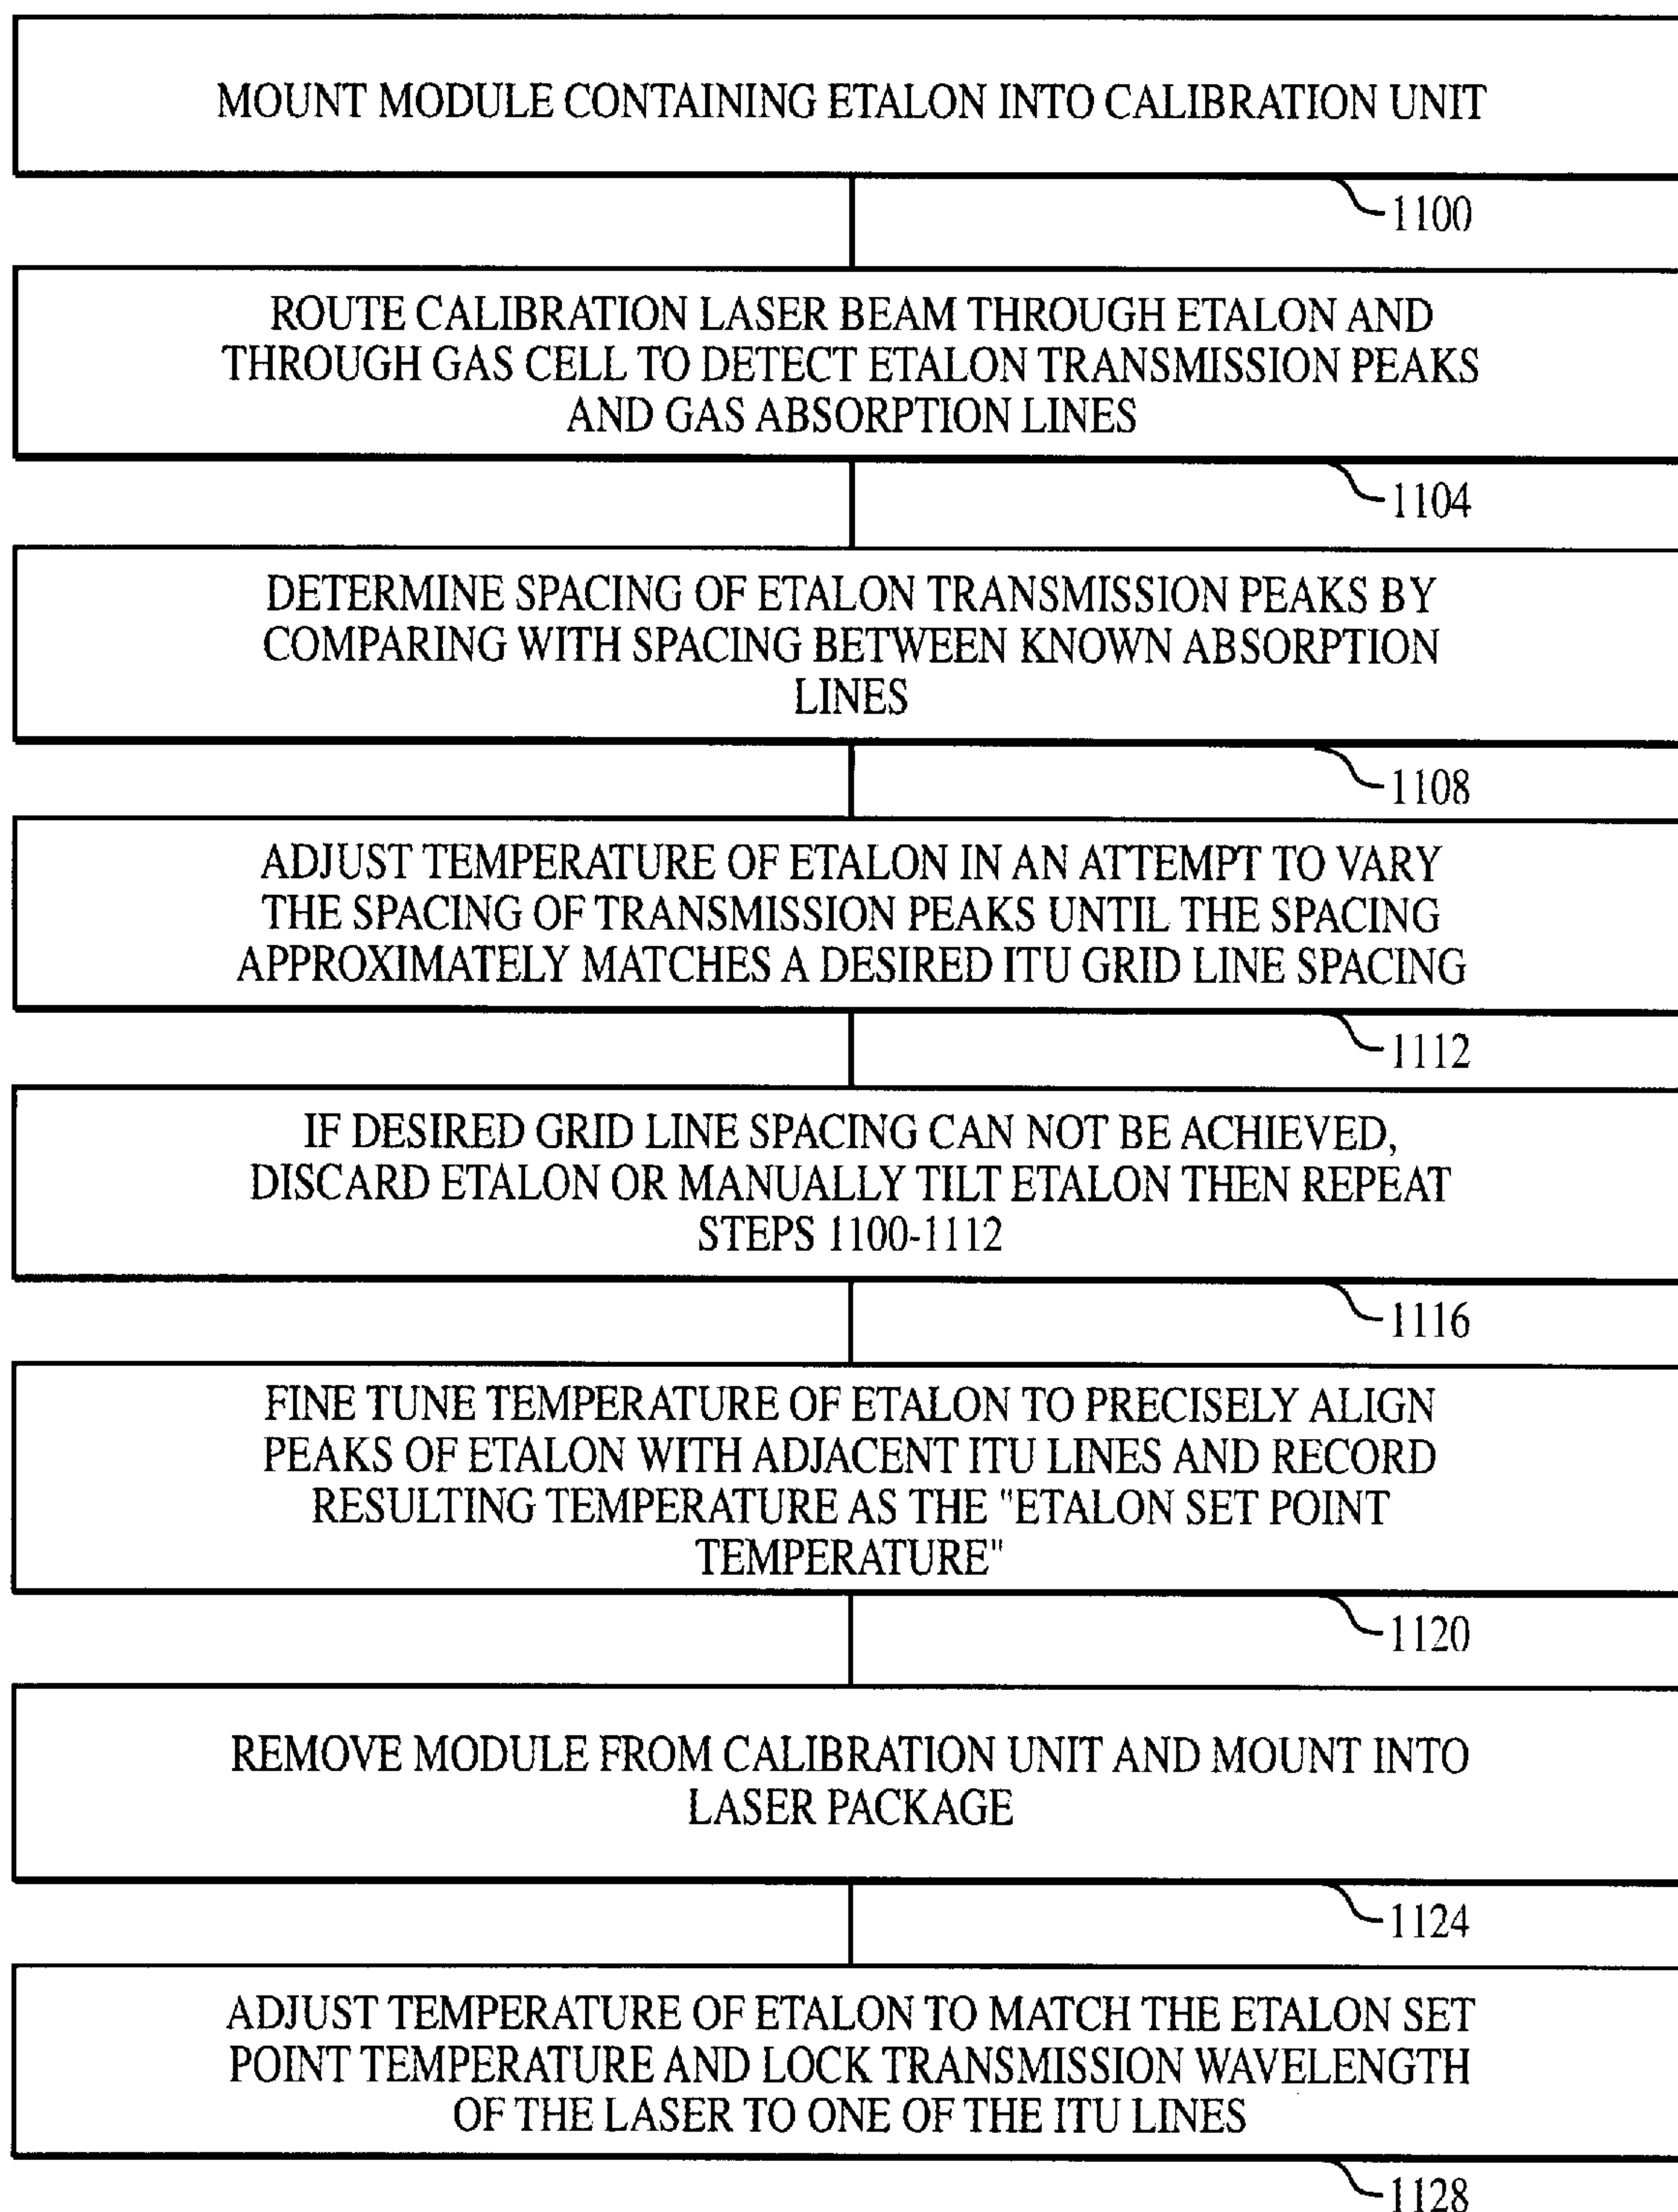 MOUNT MODULE CONTAINING ETALON INTO CALIBRATION UNIT
1100
ROUTE CALIBRATION LASER BEAM THROUGH ETALON AND
THROUGH GAS CELL TO DETECT ETALON TRANSMISSION PEAKS
AND GAS ABSORPTION LINES
1104
DETERMINE SPACING OF ETALON TRANSMISSION PEAKS BY
COMPARING WITH SPACING BETWEEN KNOWN ABSORPTION
LINES
1108
ADJUST TEMPERATURE OF ETALON IN AN ATTEMPT TO VARY
THE SPACING OF TRANSMISSION PEAKS UNTIL THE SPACING
APPROXIMATELY MATCHES A DESIRED ITU GRID LINE SPACING
1112
IF DESIRED GRID LINE SPACING CAN NOT BE ACHIEVED,
DISCARD ETALON OR MANUALLY TILT ETALON THEN REPEAT
STEPS 1100-1112
1116
FINE TUNE TEMPERATURE OF ETALON TO PRECISELY ALIGN
PEAKS OF ETALON WITH ADJACENT ITU LINES AND RECORD
RESULTING TEMPERATURE AS THE "ETALON SET POINT
TEMPERATURE"
1120
REMOVE MODULE FROM CALIBRATION UNIT AND MOUNT INTO
LASER PACKAGE
1124
ADJUST TEMPERATURE OF ETALON TO MATCH THE ETALON SET
POINT TEMPERATURE AND LOCK TRANSMISSION WAVELENGTH
OF THE LASER TO ONE OF THE ITU LINES
1128